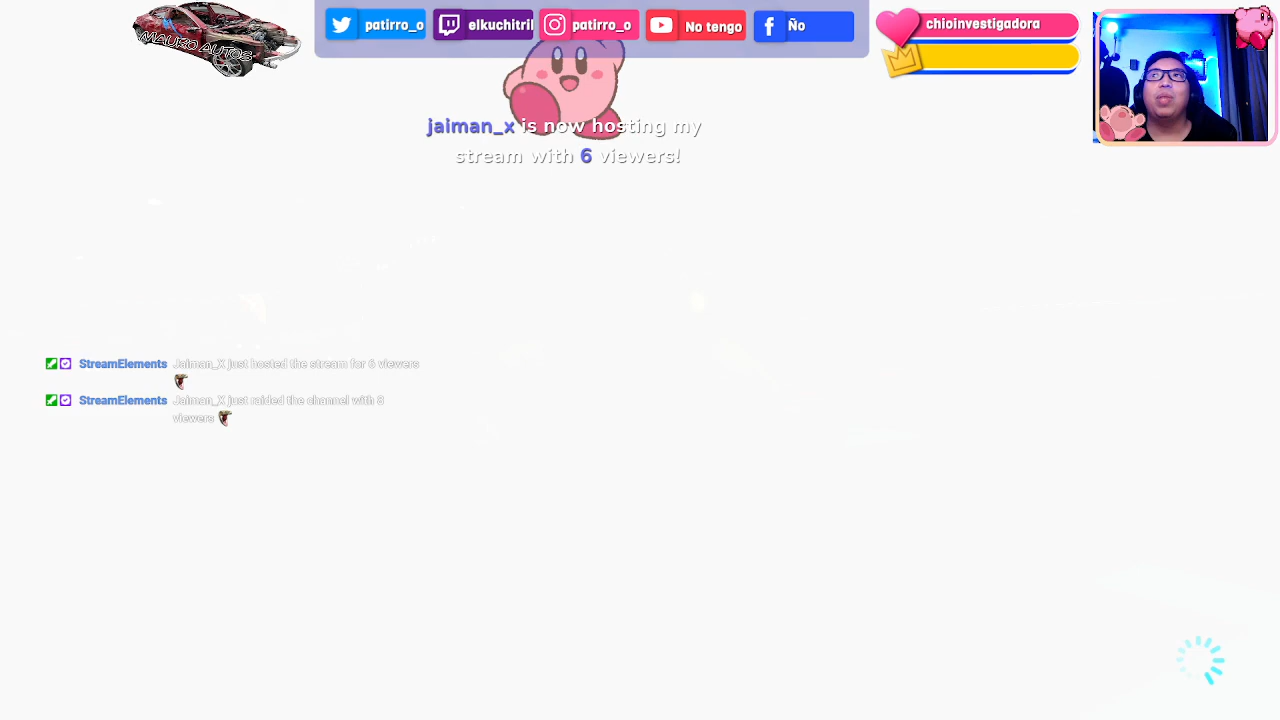 MAURO AUTOS
patirro_o
elkuchitril
patirro_o
No tengo
Ño
chioinvestigadora
jaiman_x is now hosting my
stream with 6 viewers!
StreamElements Jaiman_X just hosted the stream for 6 viewers
StreamElements Jaiman_X just raided the channel with 8
viewers